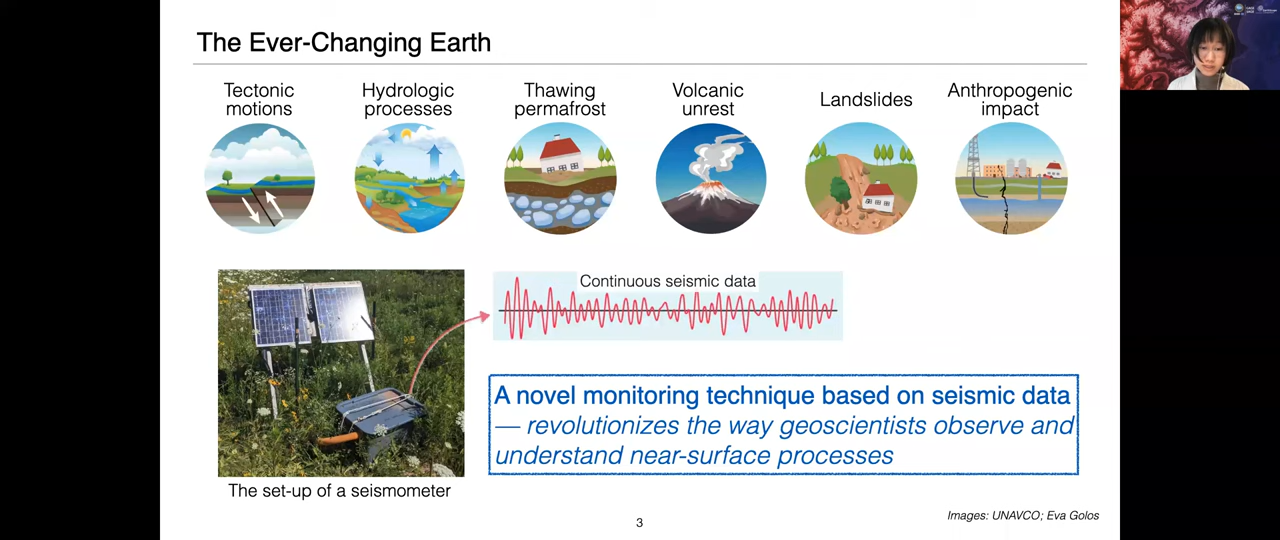 The Ever-Changing Earth
Tectonic
motions
Hydrologic
processes
Thawing
permafrost
Volcanic
unrest
Landslides
Anthropogenic
impact
Continuous seismic data
A novel monitoring technique based on seismic data
— revolutionizes the way geoscientists observe and
understand near-surface processes
The set-up of a seismometer
Images: UNAVCO; Eva Golos
3